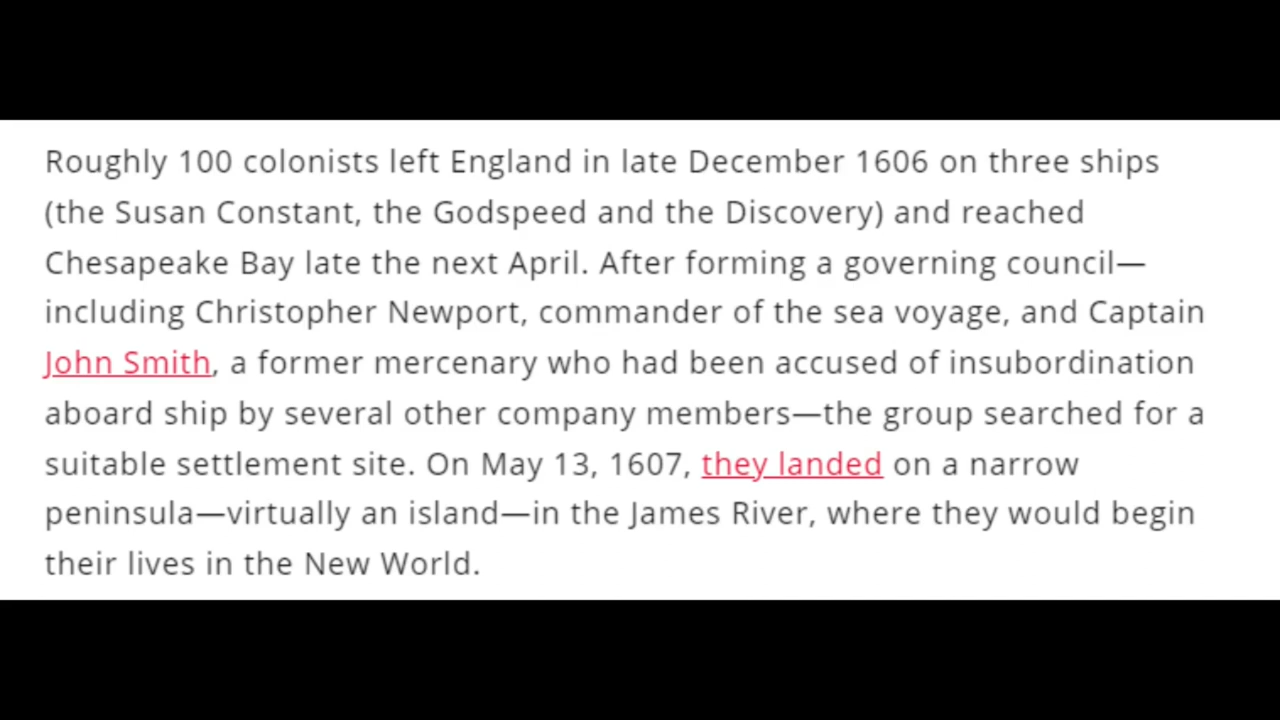 Roughly 100 colonists left England in late December 1606 on three ships
(the Susan Constant, the Godspeed and the Discovery) and reached
Chesapeake Bay late the next April. After forming a governing council—
including Christopher Newport, commander of the sea voyage, and Captain
John Smith, a former mercenary who had been accused of insubordination
aboard ship by several other company members—the group searched for a
suitable settlement site. On May 13, 1607, they landed on a narrow
peninsula—virtually an island—in the James River, where they would begin
their lives in the New World.